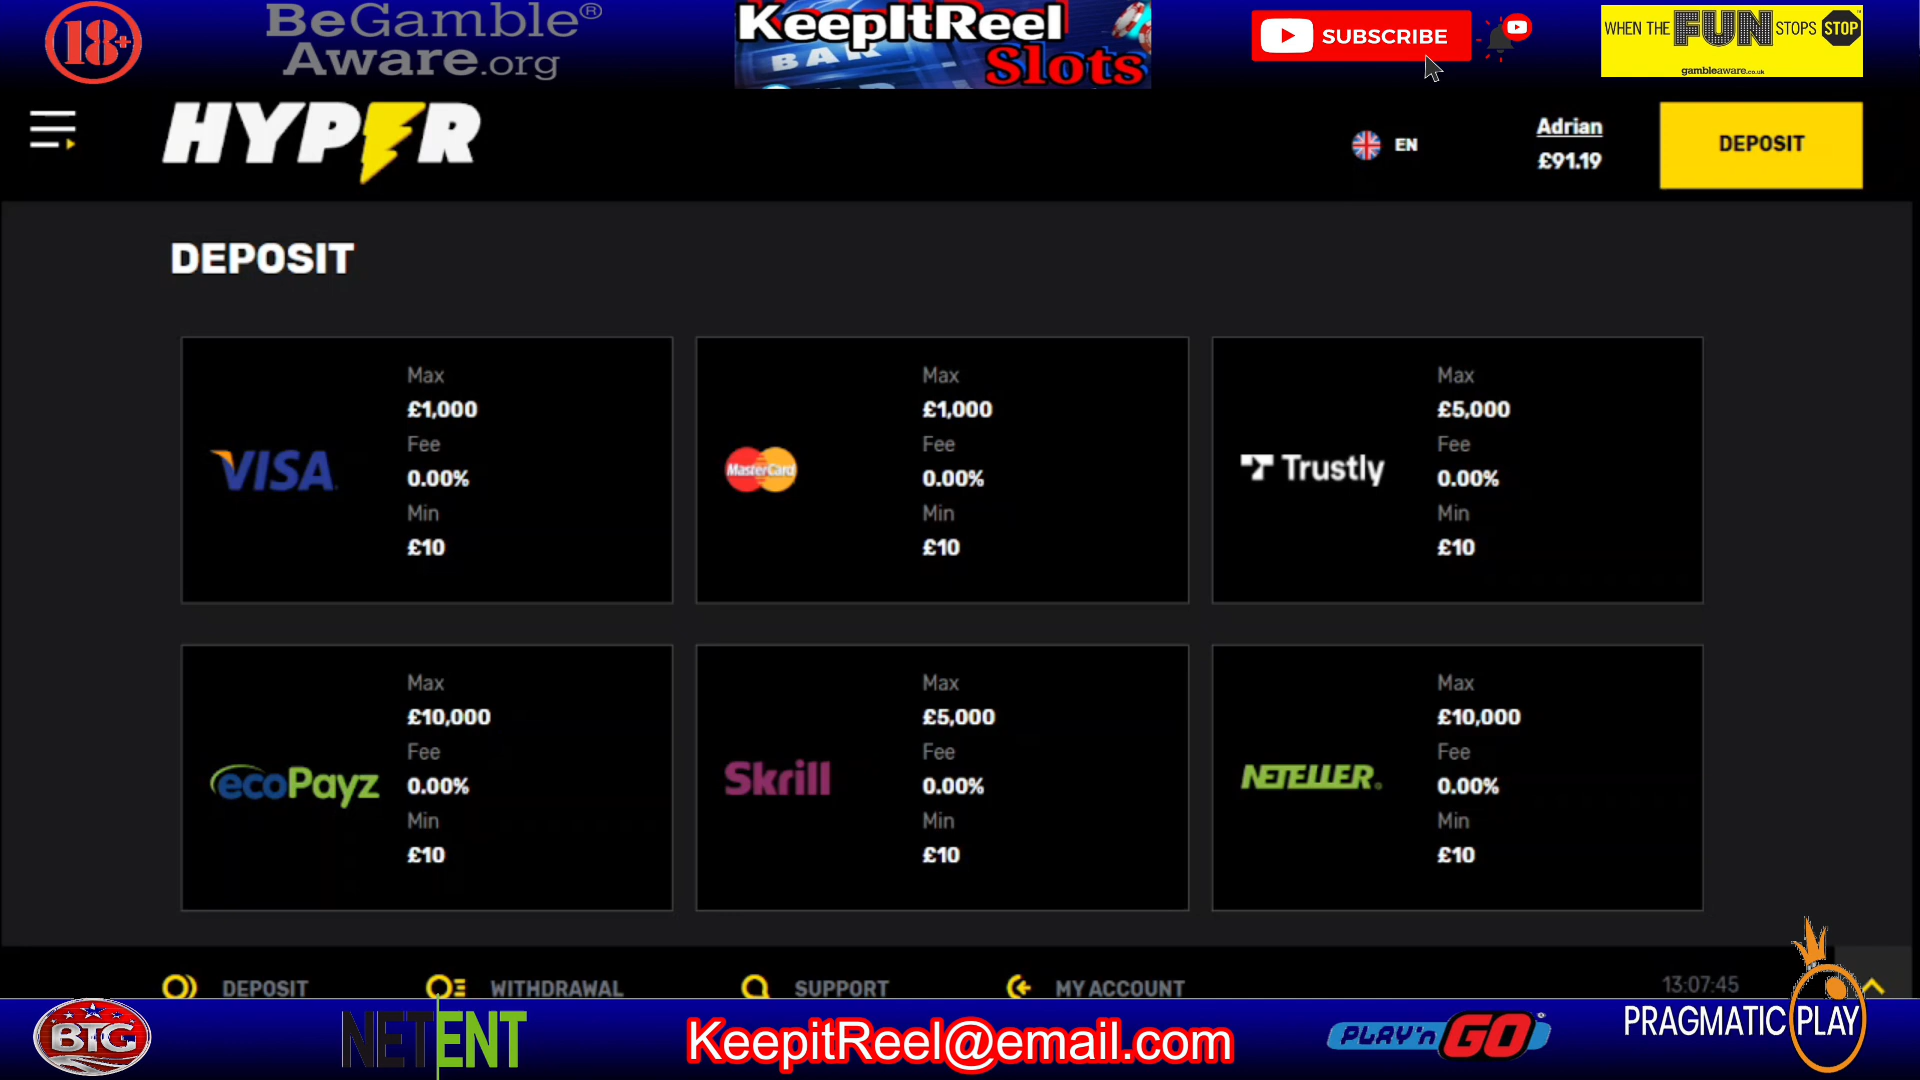 18+
BeGamble®
Aware.org
KeepItReel
BAR
Slots
SUBSCRIBE
WHEN THE FUN STOPS STOP
gambleaware.co.uk
HYPER
EN
Adrian
£91.19
DEPOSIT
DEPOSIT
VISA
Max
£1,000
Fee
0.00%
Min
£10
MasterCard
Max
£1,000
Fee
0.00%
Min
£10
Trustly
Max
£5,000
Fee
0.00%
Min
£10
ecoPayz
Max
£10,000
Fee
0.00%
Min
£10
Skrill
Max
£5,000
Fee
0.00%
Min
£10
NETELLER
Max
£10,000
Fee
0.00%
Min
£10
DEPOSIT
WITHDRAWAL
SUPPORT
MY ACCOUNT
13:07:45
BTG
NETENT
KeepitReel@email.com
PLAY'n GO
PRAGMATIC PLAY